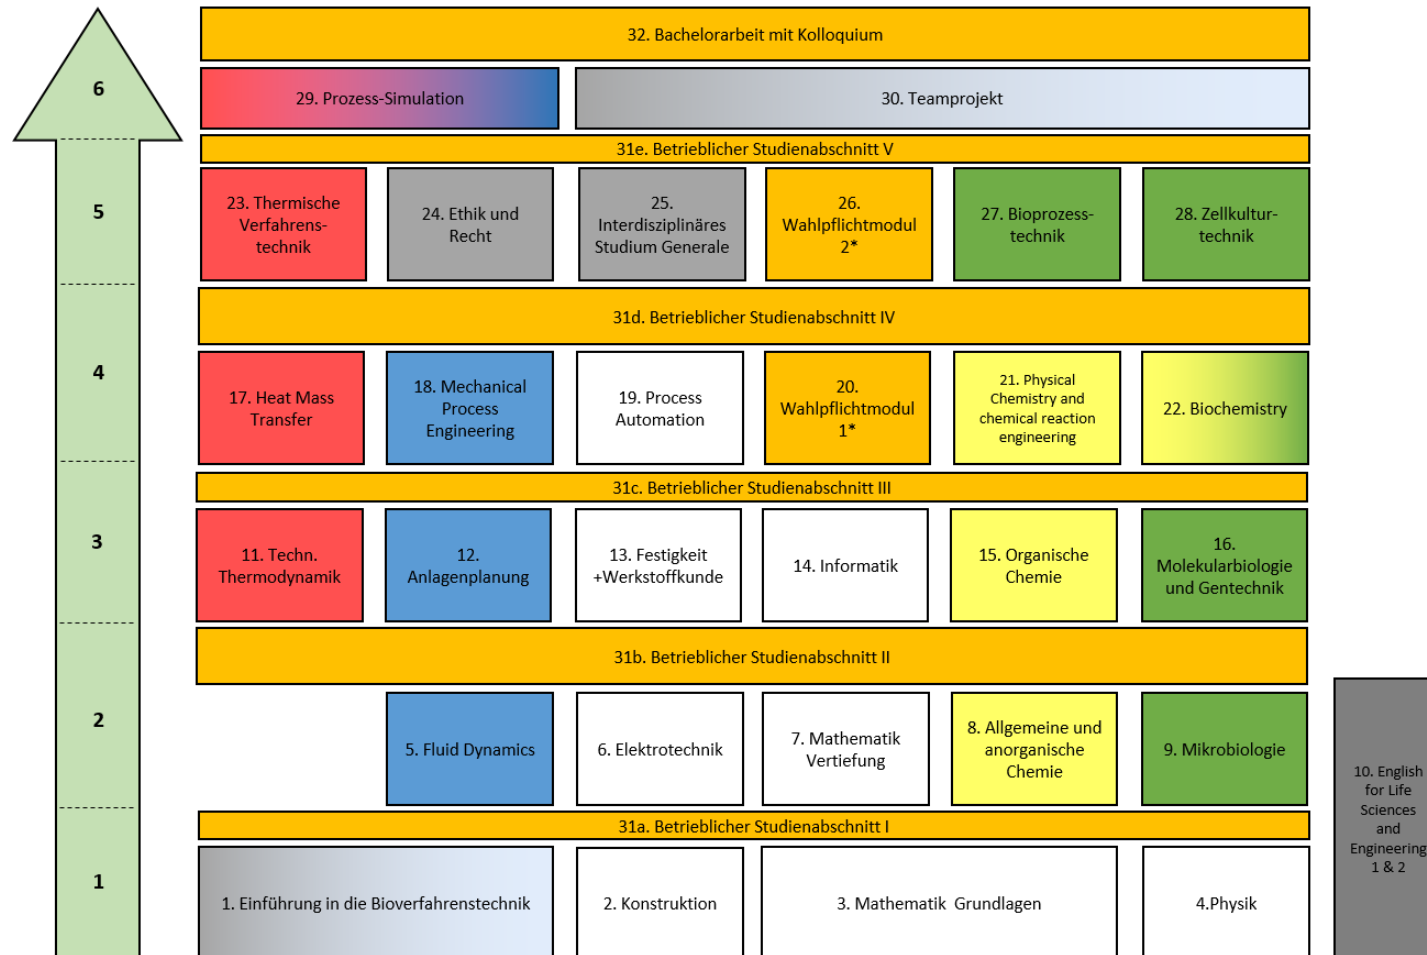 32. Bachelorarbeit mit Kolloquium
6
29. Prozess-Simulation
30. Teamprojekt
31e. Betrieblicher Studienabschnitt V
5
23. Thermische
Verfahrens-
technik
24. Ethik und
Recht
25.
Interdisziplinäres
Studium Generale
26.
Wahlpflichtmodul
2*
27. Bioprozess-
technik
28. Zellkultur-
technik
31d. Betrieblicher Studienabschnitt IV
4
17. Heat Mass
Transfer
18. Mechanical
Process
Engineering
19. Process
Automation
20.
Wahlpflichtmodul
1*
21. Physical
Chemistry and
chemical reaction
engineering
22. Biochemistry
31c. Betrieblicher Studienabschnitt III
3
11. Techn.
Thermodynamik
12.
Anlagenplanung
13. Festigkeit
+Werkstoffkunde
14. Informatik
15. Organische
Chemie
16.
Molekularbiologie
und Gentechnik
31b. Betrieblicher Studienabschnitt II
2
5. Fluid Dynamics
6. Elektrotechnik
7. Mathematik
Vertiefung
8. Allgemeine und
anorganische
Chemie
9. Mikrobiologie
10. English
for Life
Sciences
and
Engineering
1 & 2
31a. Betrieblicher Studienabschnitt I
1
1. Einführung in die Bioverfahrenstechnik
2. Konstruktion
3. Mathematik Grundlagen
4.Physik